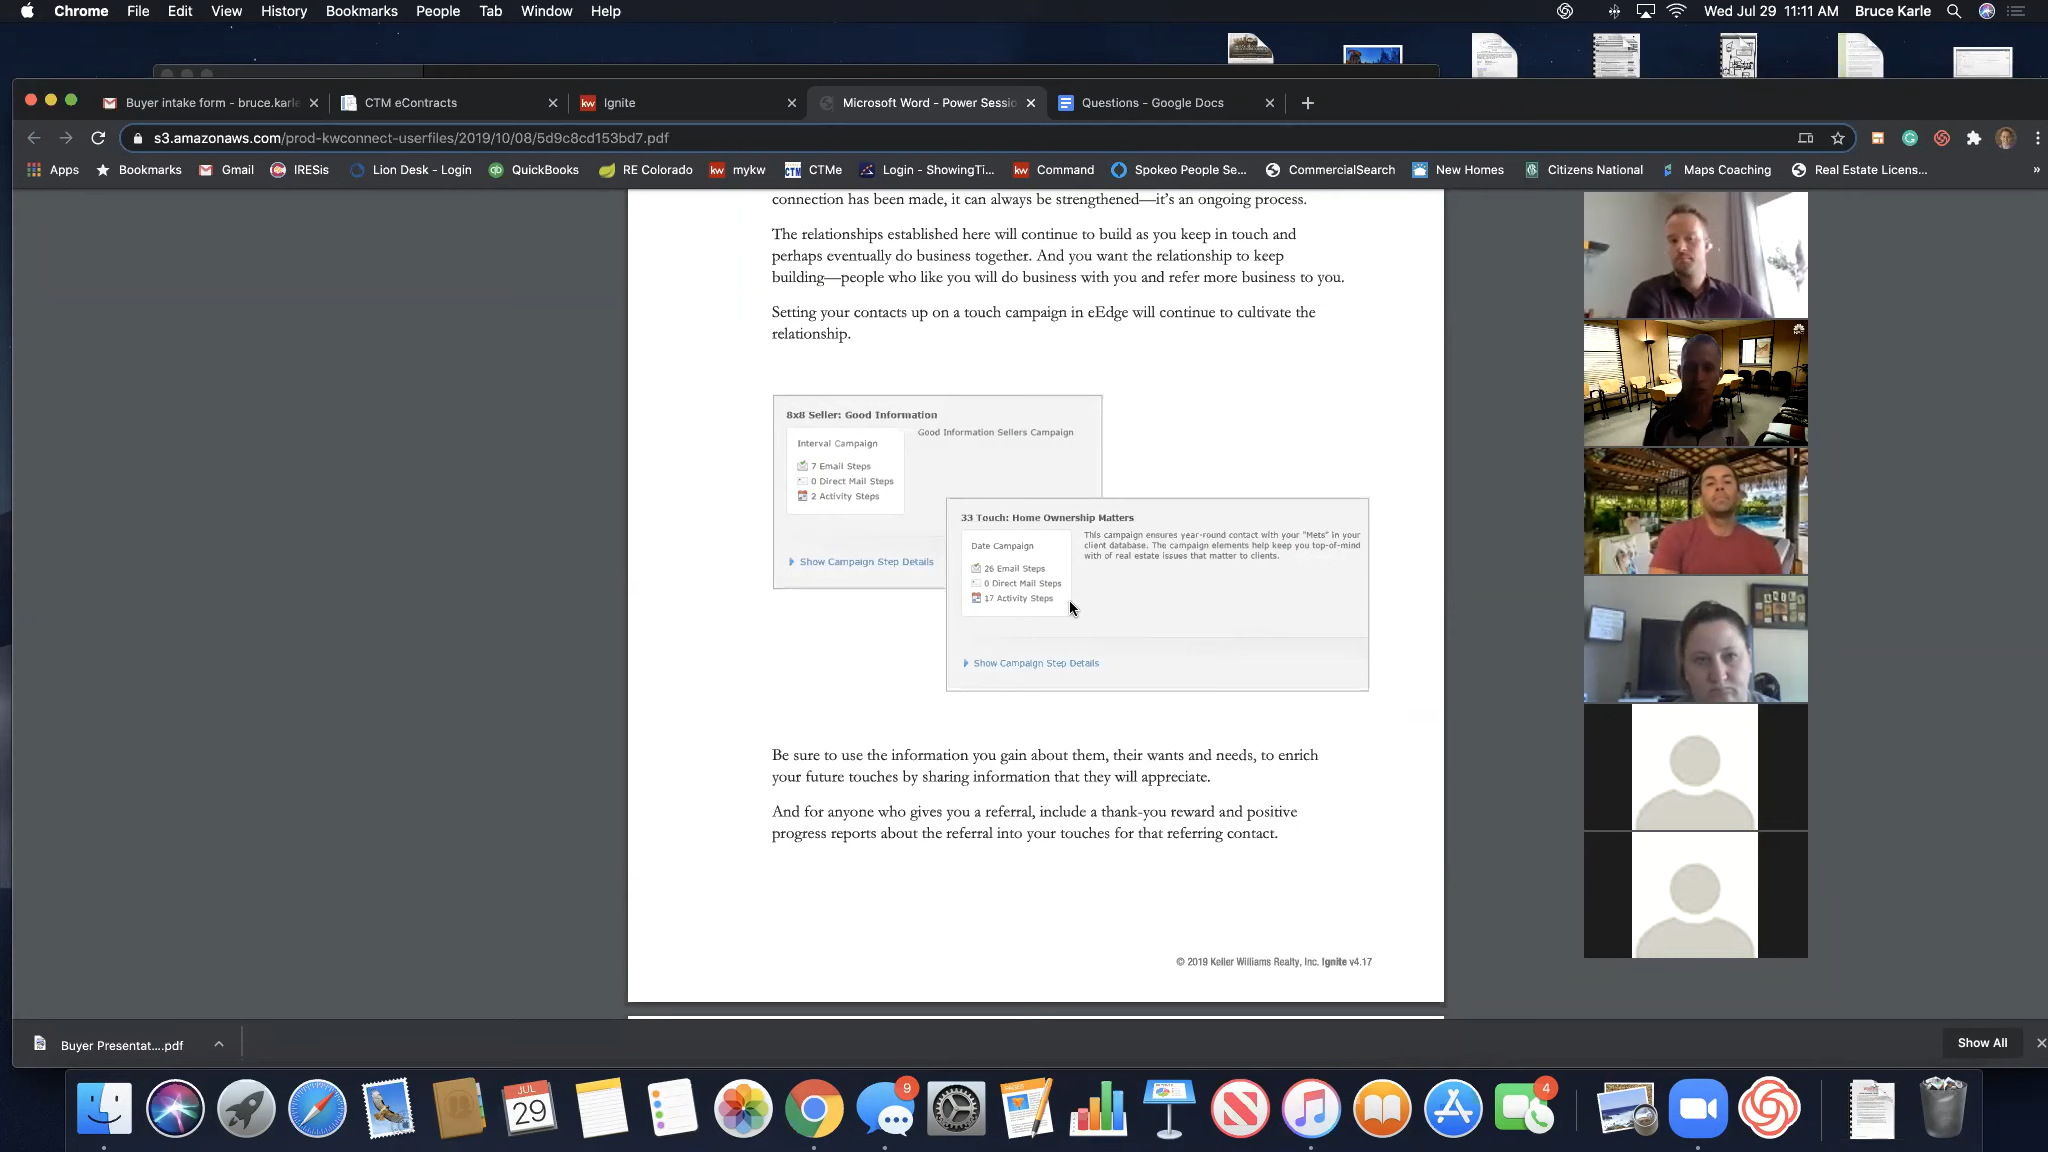 Chrome File Edit View History Bookmarks People Tab Window Help
Wed Jul 29 11:11 AM Bruce Karle
Buyer intake form - bruce.karle
CTM eContracts
kw Ignite
Microsoft Word - Power Sessio
Questions - Google Docs
s3.amazonaws.com/prod-kwconnect-userfiles/2019/10/08/5d9c8cd153bd7.pdf
Apps Bookmarks Gmail IRESis Lion Desk - Login QuickBooks RE Colorado kw mykw CTM CTMe Login - ShowingTi... kw Command Spokeo People Se... CommercialSearch New Homes Citizens National Maps Coaching Real Estate Licens... »
connection has been made, it can always be strengthened—it's an ongoing process.
The relationships established here will continue to build as you keep in touch and
perhaps eventually do business together. And you want the relationship to keep
building—people who like you will do business with you and refer more business to you.
Setting your contacts up on a touch campaign in eEdge will continue to cultivate the
relationship.
8x8 Seller: Good Information
Good Information Sellers Campaign
Interval Campaign
7 Email Steps
0 Direct Mail Steps
2 Activity Steps
Show Campaign Step Details
33 Touch: Home Ownership Matters
This campaign ensures year-round contact with your "Mets" in your
client database. The campaign elements help keep you top-of-mind
with of real estate issues that matter to clients.
Date Campaign
26 Email Steps
0 Direct Mail Steps
17 Activity Steps
Show Campaign Step Details
Be sure to use the information you gain about them, their wants and needs, to enrich
your future touches by sharing information that they will appreciate.
And for anyone who gives you a referral, include a thank-you reward and positive
progress reports about the referral into your touches for that referring contact.
© 2019 Keller Williams Realty, Inc. Ignite v4.17
Buyer Presentat....pdf
Show All
JUL
29
9
PAGES
4